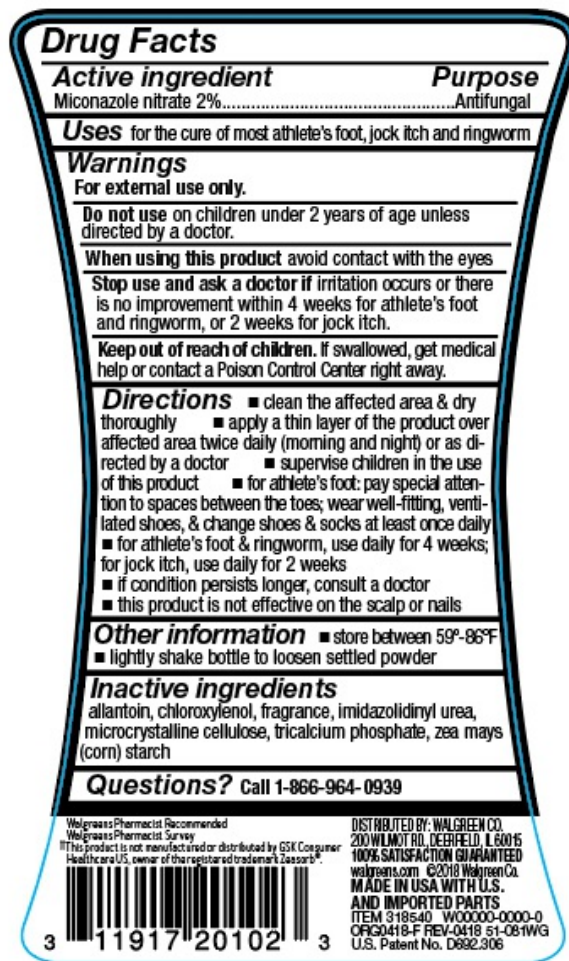 Drug Facts
Active ingredient Purpose
Miconazole nitrate 2%..................................................Antifungal
Uses for the cure of most athlete's foot, jock itch and ringworm
Warnings
For external use only.
Do not use on children under 2 years of age unless
directed by a doctor.
When using this product avoid contact with the eyes
Stop use and ask a doctor if irritation occurs or there
is no improvement within 4 weeks for athlete's foot
and ringworm, or 2 weeks for jock itch.
Keep out of reach of children. If swallowed, get medical
help or contact a Poison Control Center right away.
Directions ■ clean the affected area & dry
thoroughly ■ apply a thin layer of the product over
affected area twice daily (morning and night) or as di-
rected by a doctor ■ supervise children in the use
of this product ■ for athlete's foot: pay special atten-
tion to spaces between the toes; wear well-fitting, venti-
lated shoes, & change shoes & socks at least once daily
■ for athlete's foot & ringworm, use daily for 4 weeks;
for jock itch, use daily for 2 weeks
■ if condition persists longer, consult a doctor
■ this product is not effective on the scalp or nails
Other information ■ store between 59º-86ºF
■ lightly shake bottle to loosen settled powder
Inactive ingredients
allantoin, chloroxylenol, fragrance, imidazolidinyl urea,
microcrystalline cellulose, tricalcium phosphate, zea mays
(corn) starch
Questions? Call 1-866-964-0939
Walgreens Pharmacist Recommended
Walgreens Pharmacist Survey
††This product is not manufactured or distributed by GSK Consumer
Healthcare US, owner of the registered trademark Zeasorb®.
DISTRIBUTED BY: WALGREEN CO.
200 WILMOT RD., DEERFIELD, IL 60015
100% SATISFACTION GUARANTEED
walgreens.com ©2018 Walgreen Co.
MADE IN USA WITH U.S.
AND IMPORTED PARTS
ITEM 318540 W00000-0000-0
ORG0418-F REV-0418 51-081WG
U.S. Patent No. D692.306
3 11917 20102 3